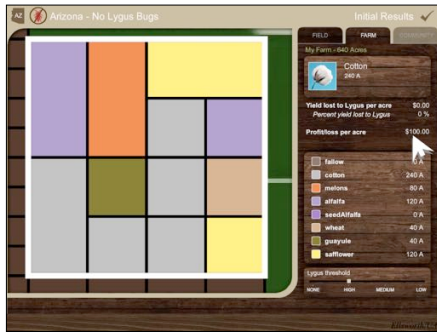 AZ Arizona - No Lygus Bugs
Initial Results
FIELD FARM COMMUNITY
My Farm - 640 Acres
Cotton
240 A
Yield lost to Lygus per acre $0.00
Percent yield lost to Lygus 0 %
Profit/loss per acre $100.00
fallow 0 A
cotton 240 A
melons 80 A
alfalfa 120 A
seedAlfalfa 0 A
wheat 40 A
guayule 40 A
safflower 120 A
Lygus threshold
NONE HIGH MEDIUM LOW